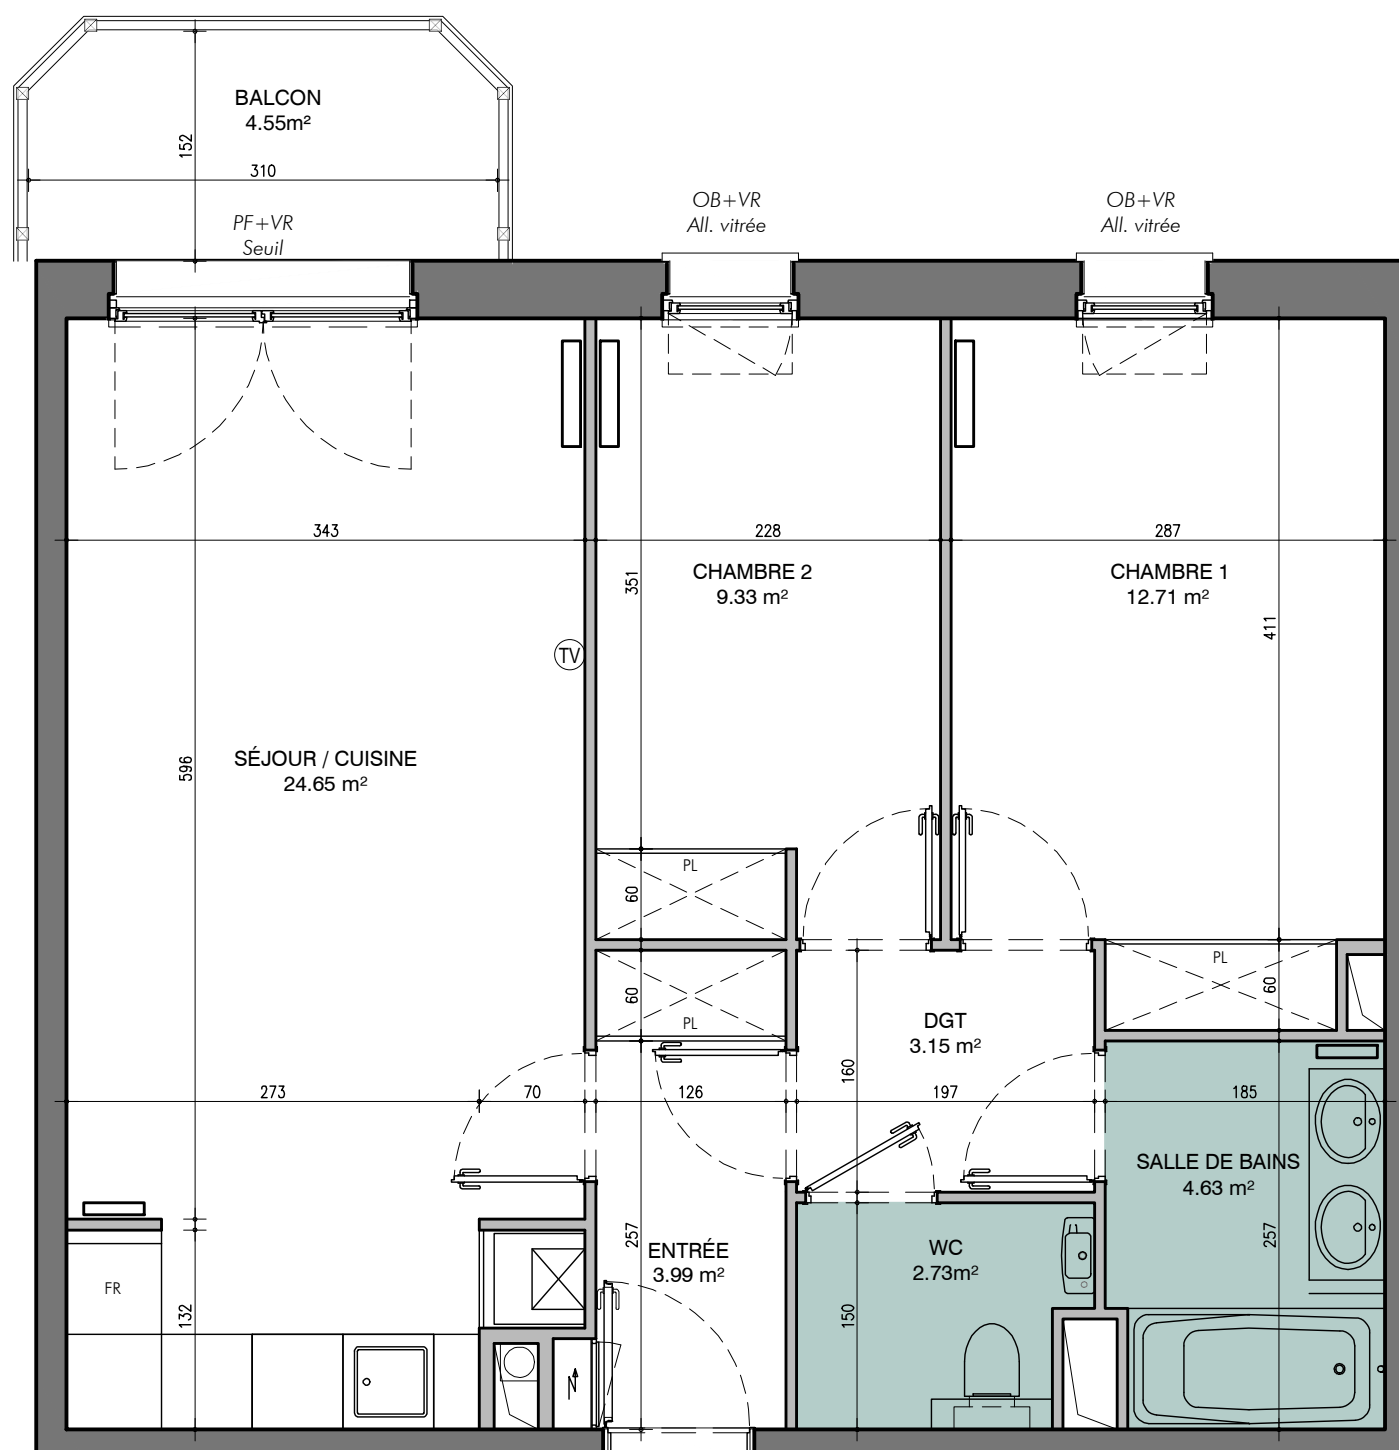 BALCON
4.55m²
152
310
PF+VR
Seuil
OB+VR
All. vitrée
OB+VR
All. vitrée
343
228
287
351
CHAMBRE 2
9.33 m²
CHAMBRE 1
12.71 m²
411
TV
SÉJOUR / CUISINE
24.65 m²
596
PL
60
PL
60
PL
60
DGT
3.15 m²
160
273
70
126
197
185
SALLE DE BAINS
4.63 m²
257
ENTRÉE
3.99 m²
WC
2.73m²
257
FR
132
150
N